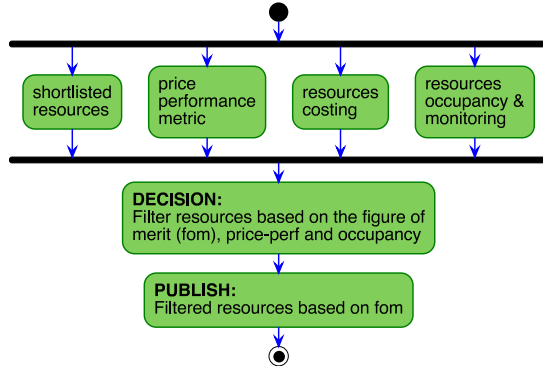 shortlisted
resources
price
performance
metric
resources
costing
resources
occupancy &
monitoring
DECISION:
Filter resources based on the figure of
merit (fom), price-perf and occupancy
PUBLISH:
Filtered resources based on fom